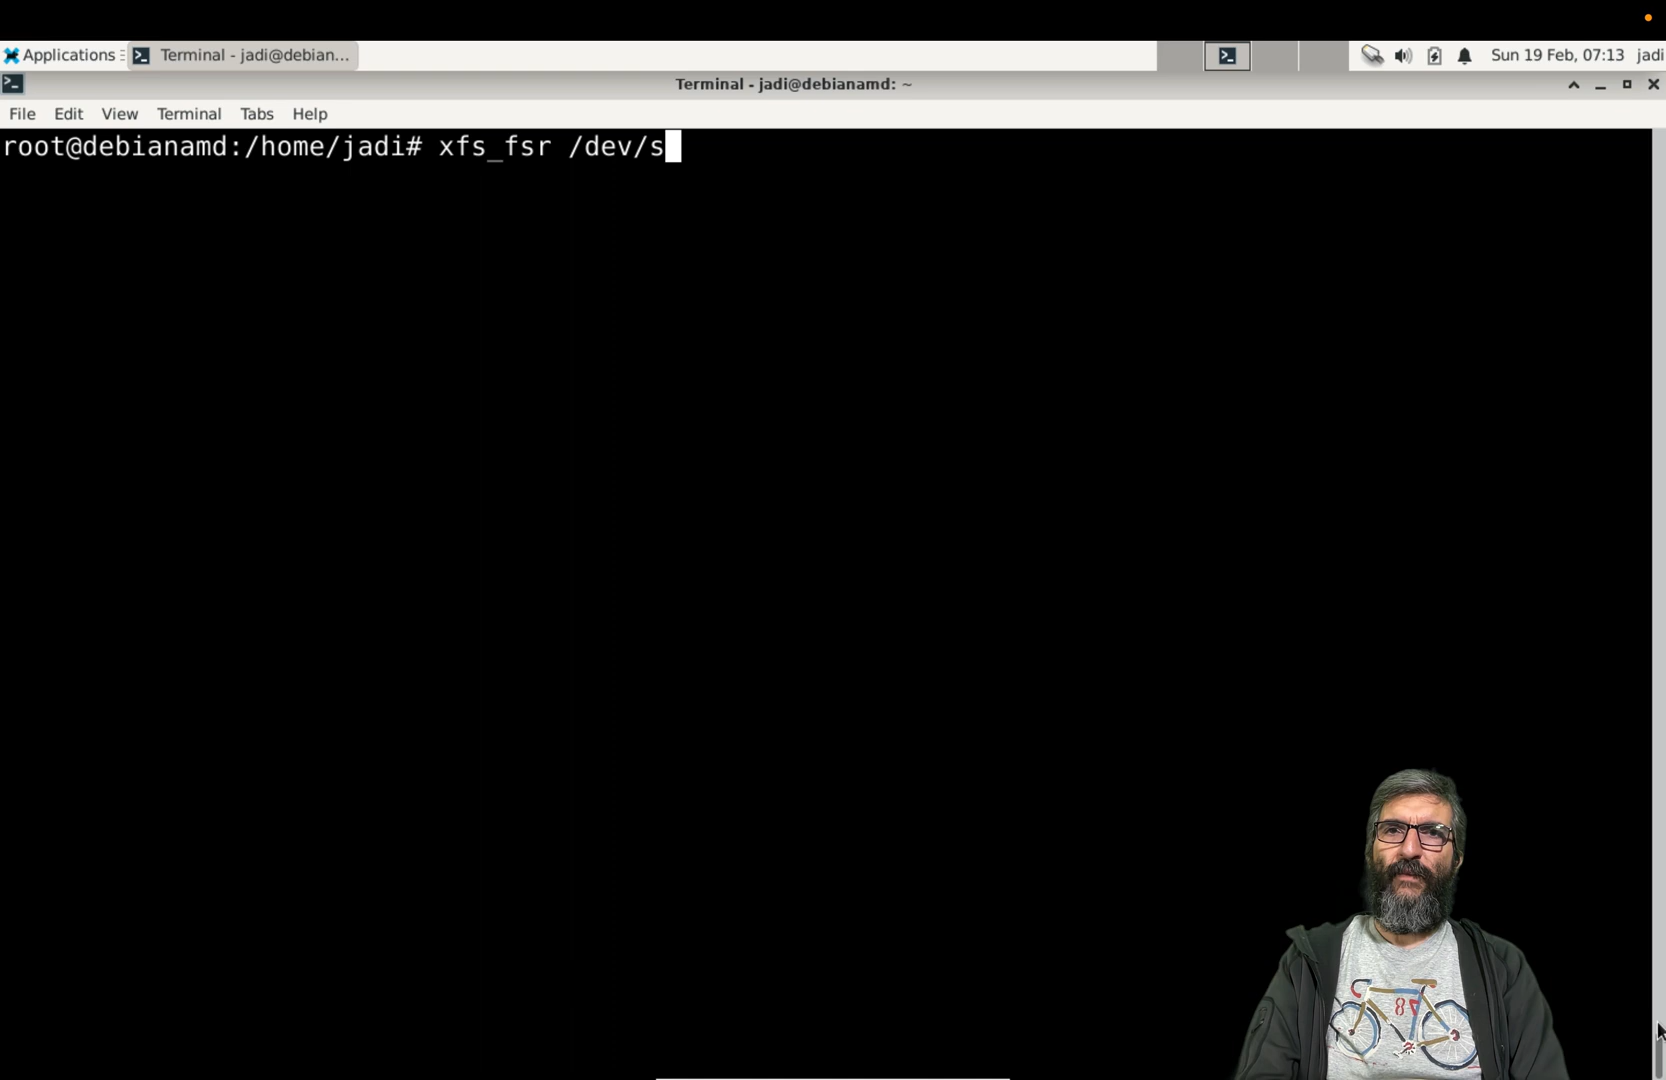 Applications
Terminal - jadi@debian...
Sun 19 Feb, 07:13
jadi
Terminal - jadi@debianamd: ~
File Edit View Terminal Tabs Help
root@debianamd:/home/jadi# xfs_fsr /dev/s
87